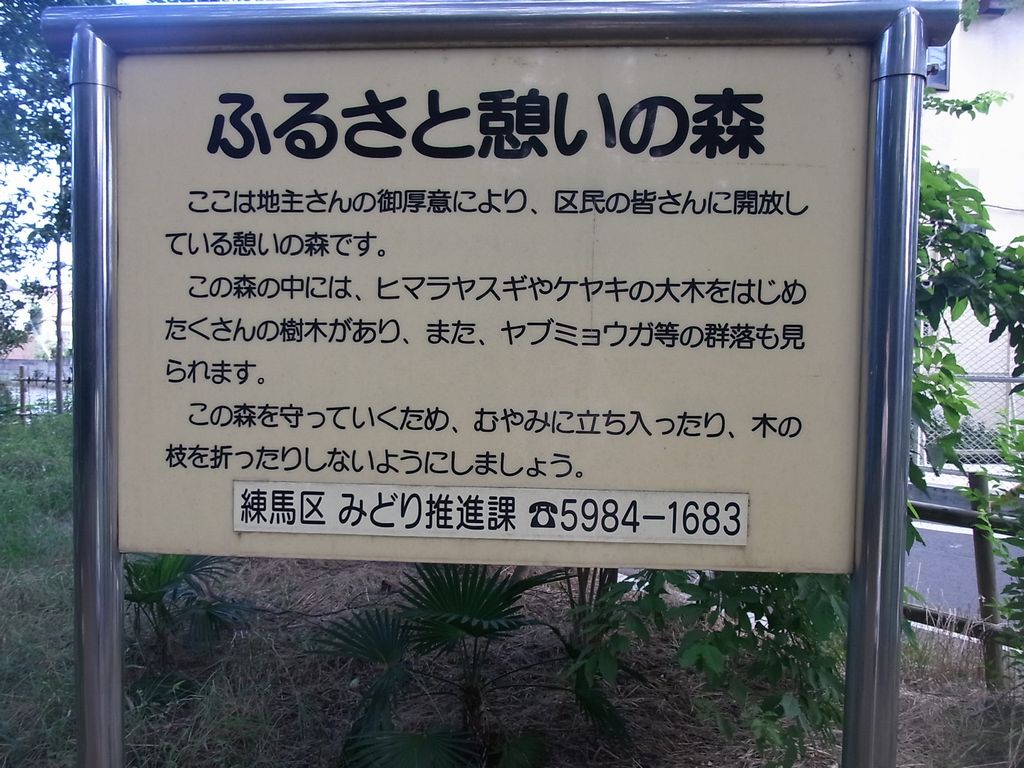 ふるさと憩いの森
ここは地主さんの御厚意により、区民の皆さんに開放し
ている憩いの森です。
この森の中には、ヒマラヤスギやケヤキの大木をはじめ
たくさんの樹木があり、また、ヤブミョウガ等の群落も見
られます。
この森を守っていくため、むやみに立ち入ったり、木の
枝を折ったりしないようにしましょう。
練馬区 みどり推進課 ☎5984-1683